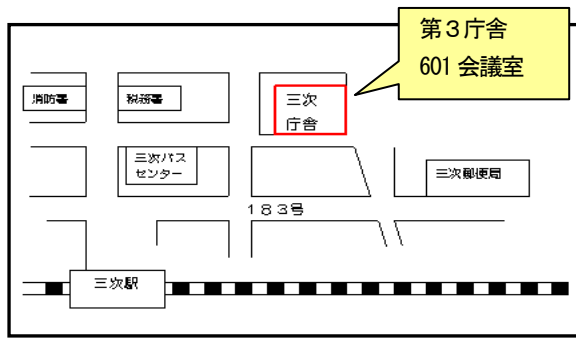 第3庁舎
601 会議室
消防署
税務署
三次
庁舎
三次バス
センター
三次郵便局
183号
三次駅